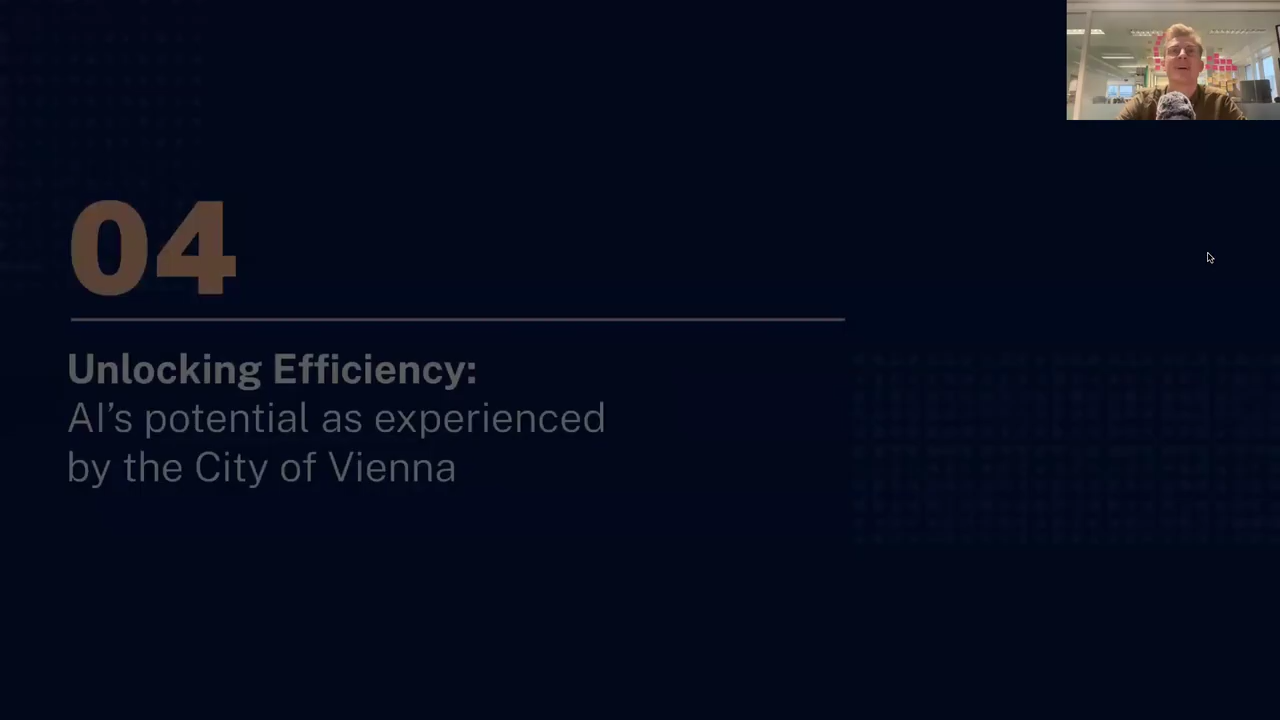 04
Unlocking Efficiency:
AI’s potential as experienced
by the City of Vienna